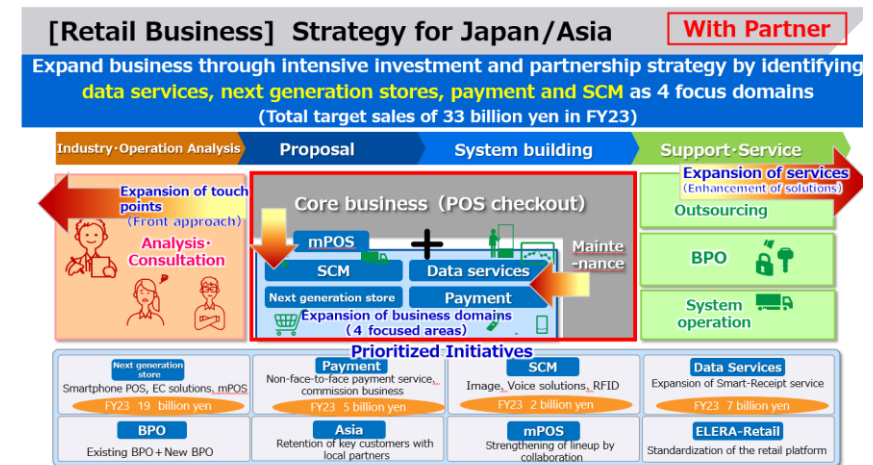 [Retail Business] Strategy for Japan/Asia
With Partner
Expand business through intensive investment and partnership strategy by identifying
data services, next generation stores, payment and SCM as 4 focus domains
(Total target sales of 33 billion yen in FY23)
Industry･Operation Analysis
Proposal
System building
Support･Service
Expansion of touch
points
(Front approach)
Analysis･
Consultation
Core business (POS checkout)
mPOS
+
SCM
Data services
Next generation store
Payment
Expansion of business domains
(4 focused areas)
Mainte
-nance
Expansion of services
(Enhancement of solutions)
Outsourcing
BPO
System
operation
Prioritized Initiatives
Next generation
store
Smartphone POS, EC solutions, mPOS
FY23 19 billion yen
Payment
Non-face-to-face payment service,
commission business
FY23 5 billion yen
SCM
Image, Voice solutions, RFID
FY23 2 billion yen
Data Services
Expansion of Smart-Receipt service
FY23 7 billion yen
BPO
Existing BPO+New BPO
Asia
Retention of key customers with
local partners
mPOS
Strengthening of lineup by
collaboration
ELERA-Retail
Standardization of the retail platform